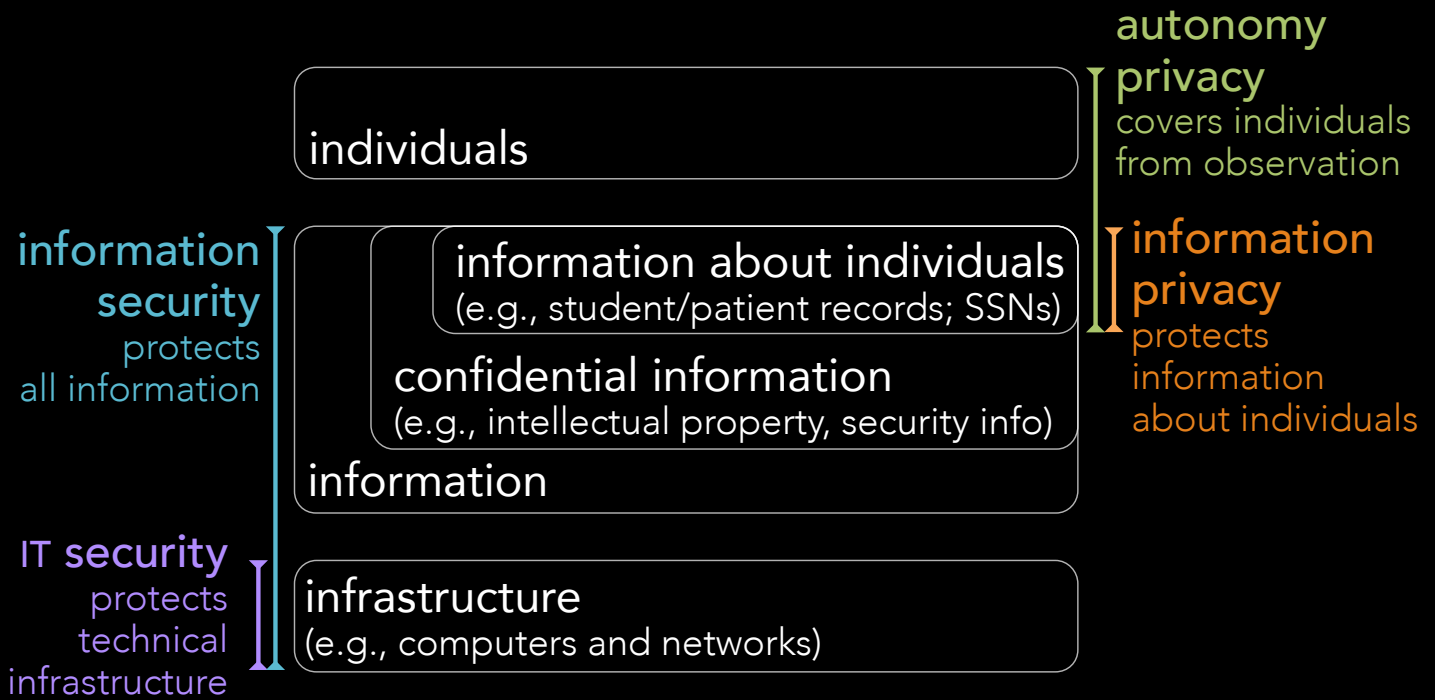 autonomy
privacy
covers individuals
from observation
individuals
information
security
protects
all information
information about individuals
(e.g., student/patient records; SSNs)
confidential information
(e.g., intellectual property, security info)
information
information
privacy
protects
information
about individuals
IT security
protects
technical
infrastructure
infrastructure
(e.g., computers and networks)